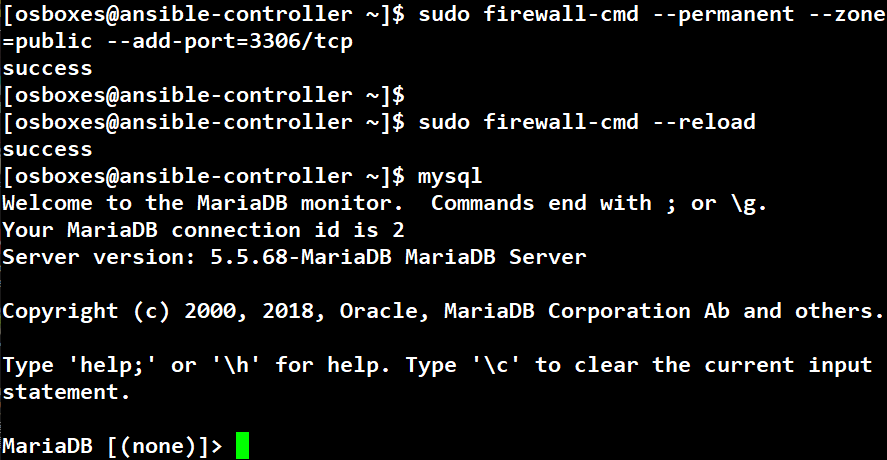 [osboxes@ansible-controller ~]$ sudo firewall-cmd --permanent --zone
=public --add-port=3306/tcp
success
[osboxes@ansible-controller ~]$
[osboxes@ansible-controller ~]$ sudo firewall-cmd --reload
success
[osboxes@ansible-controller ~]$ mysql
Welcome to the MariaDB monitor.  Commands end with ; or \g.
Your MariaDB connection id is 2
Server version: 5.5.68-MariaDB MariaDB Server

Copyright (c) 2000, 2018, Oracle, MariaDB Corporation Ab and others.

Type 'help;' or '\h' for help. Type '\c' to clear the current input
statement.

MariaDB [(none)]>